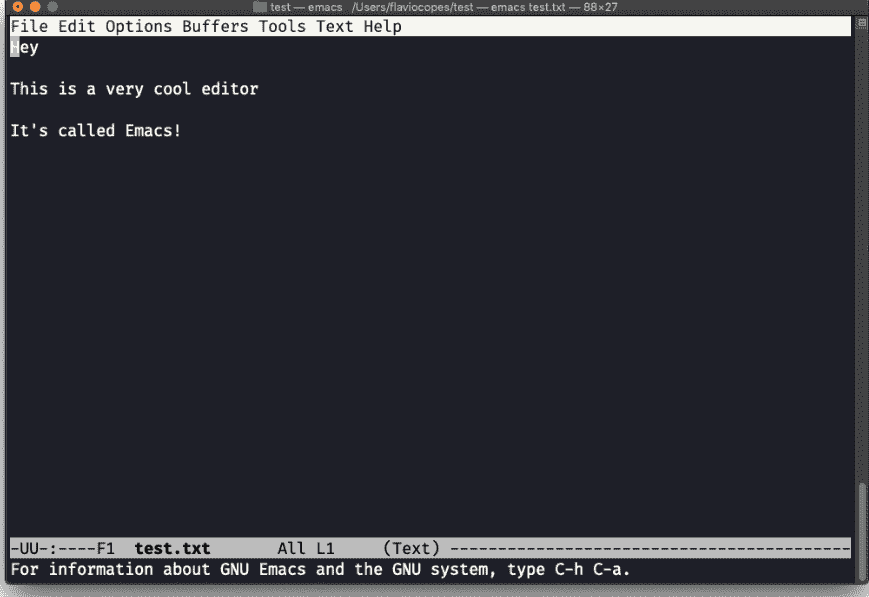 test — emacs /Users/flaviocopes/test — emacs test.txt — 88×27
File Edit Options Buffers Tools Text Help
Hey
This is a very cool editor
It's called Emacs!
-UU-:----F1  test.txt       All L1     (Text) ------------------------------------------
For information about GNU Emacs and the GNU system, type C-h C-a.